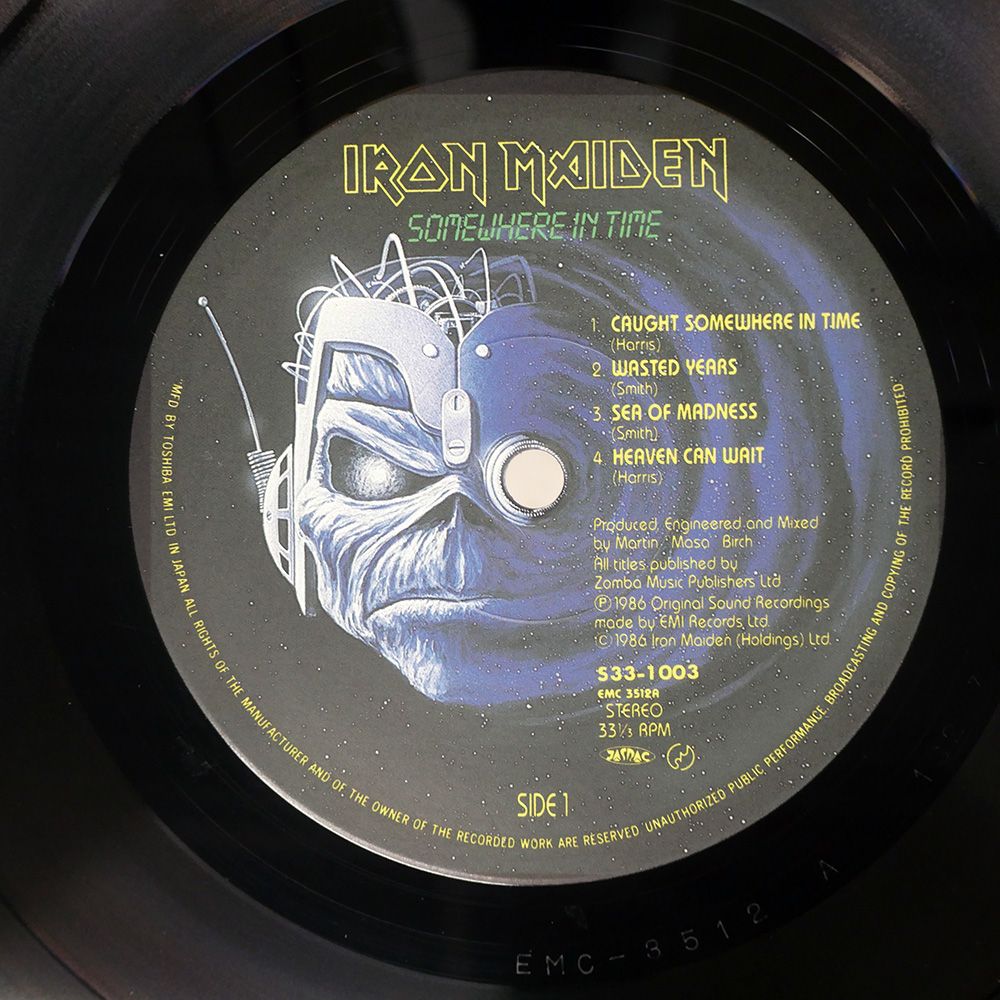 IRON MAIDEN
SOMEWHERE IN TIME
1. CAUGHT SOMEWHERE IN TIME
(Harris)
2. WASTED YEARS
(Smith)
3. SEA OF MADNESS
(Smith)
4. HEAVEN CAN WAIT
(Harris)
Produced, Engineered and Mixed
by Martin 'Masa' Birch
All titles published by
Zomba Music Publishers Ltd.
Ⓟ 1986 Original Sound Recordings
made by EMI Records, Ltd.
© 1986 Iron Maiden (Holdings) Ltd.
S33-1003
EMC 3512A
STEREO
33⅓ RPM
JASRAC
SIDE 1
MFD BY TOSHIBA EMI LTD IN JAPAN ALL RIGHTS OF THE MANUFACTURER AND OF THE OWNER OF THE RECORDED WORK ARE RESERVED UNAUTHORIZED PUBLIC PERFORMANCE, BROADCASTING AND COPYING OF THE RECORD PROHIBITED.
EMC-3512 A